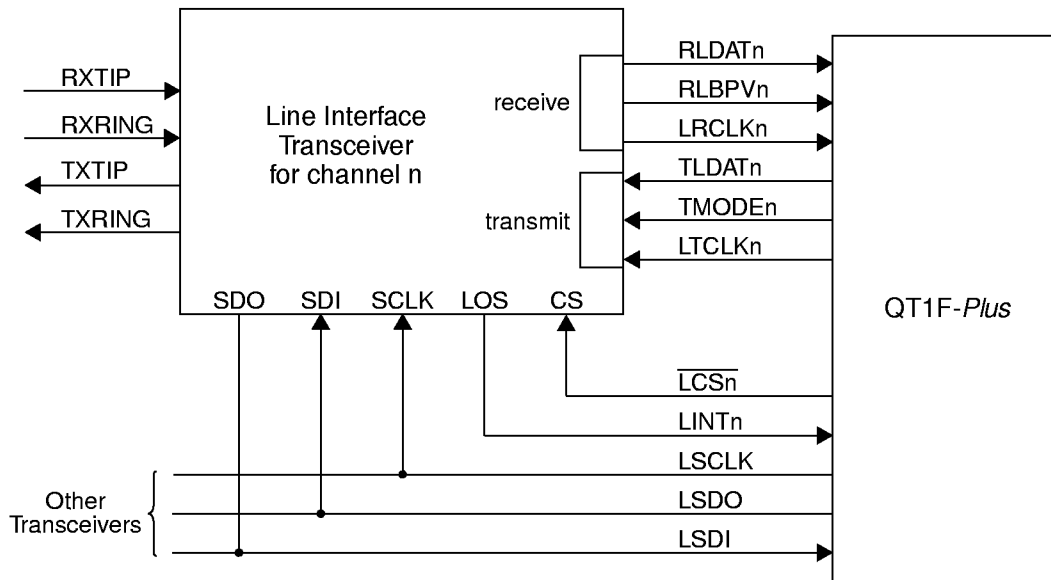 RXTIP
RXRING
TXTIP
TXRING
Line Interface
Transceiver
for channel n
receive
transmit
RLDATn
RLBPVn
LRCLKn
TLDATn
TMODEn
LTCLKn
SDO SDI SCLK LOS CS
QT1F-Plus
LCSn
LINTn
LSCLK
LSDO
LSDI
Other
Transceivers